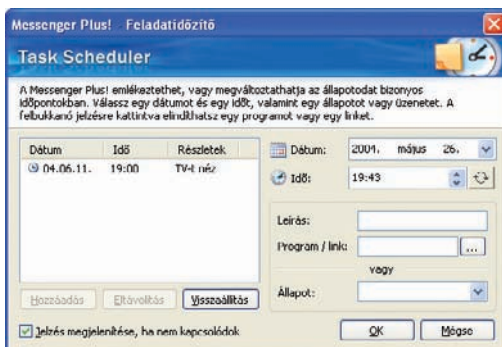 Messenger Plus! - Feladatidőzítő
Task Scheduler
A Messenger Plus! emlékeztethet, vagy megváltoztathatja az állapotodat bizonyos
időpontokban. Válassz egy dátumot és egy időt, valamint egy állapotot vagy üzenetet. A
felbukkanó jelzésre kattintva elindíthatsz egy programot vagy egy linket.
Dátum Idő Részletek
04.06.11. 19:00 TV-t néz
Dátum: 2004. május 26.
Idő: 19:43
Leírás:
Program / link: ...
vagy
Állapot:
Hozzáadás Eltávolítás Visszaállítás
Jelzés megjelenítése, ha nem kapcsolódok
OK Mégse